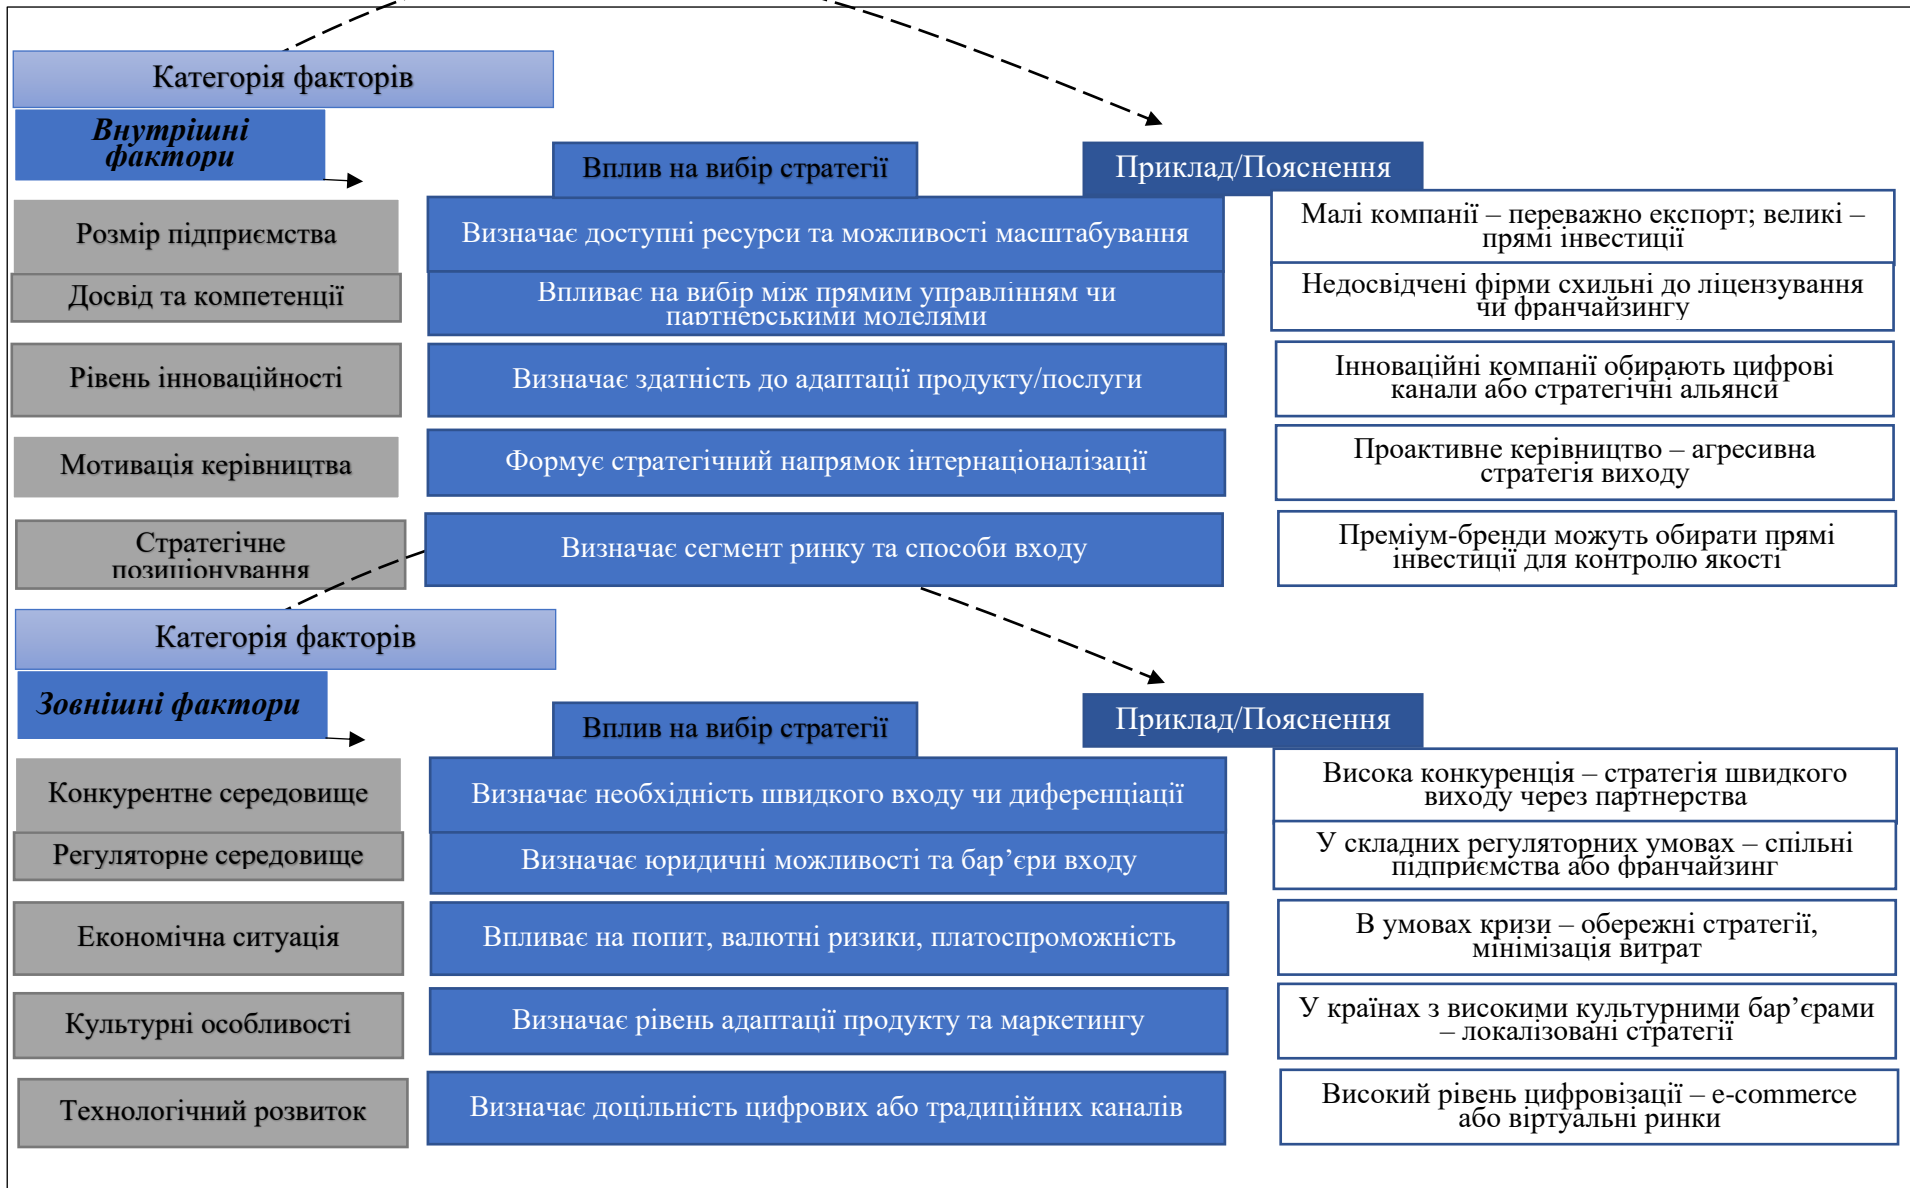 Категорія факторів
Внутрішні
фактори
Вплив на вибір стратегії
Приклад/Пояснення
Розмір підприємства
Визначає доступні ресурси та можливості масштабування
Малі компанії – переважно експорт; великі –
прямі інвестиції
Досвід та компетенції
Впливає на вибір між прямим управлінням чи
партнерськими моделями
Недосвідчені фірми схильні до ліцензування
чи франчайзингу
Рівень інноваційності
Визначає здатність до адаптації продукту/послуги
Інноваційні компанії обирають цифрові
канали або стратегічні альянси
Мотивація керівництва
Формує стратегічний напрямок інтернаціоналізації
Проактивне керівництво – агресивна
стратегія виходу
Стратегічне
позиціонування
Визначає сегмент ринку та способи входу
Преміум-бренди можуть обирати прямі
інвестиції для контролю якості
Категорія факторів
Зовнішні фактори
Вплив на вибір стратегії
Приклад/Пояснення
Конкурентне середовище
Визначає необхідність швидкого входу чи диференціації
Висока конкуренція – стратегія швидкого
виходу через партнерства
Регуляторне середовище
Визначає юридичні можливості та бар’єри входу
У складних регуляторних умовах – спільні
підприємства або франчайзинг
Економічна ситуація
Впливає на попит, валютні ризики, платоспроможність
В умовах кризи – обережні стратегії,
мінімізація витрат
Культурні особливості
Визначає рівень адаптації продукту та маркетингу
У країнах з високими культурними бар’єрами
– локалізовані стратегії
Технологічний розвиток
Визначає доцільність цифрових або традиційних каналів
Високий рівень цифровізації – e-commerce
або віртуальні ринки